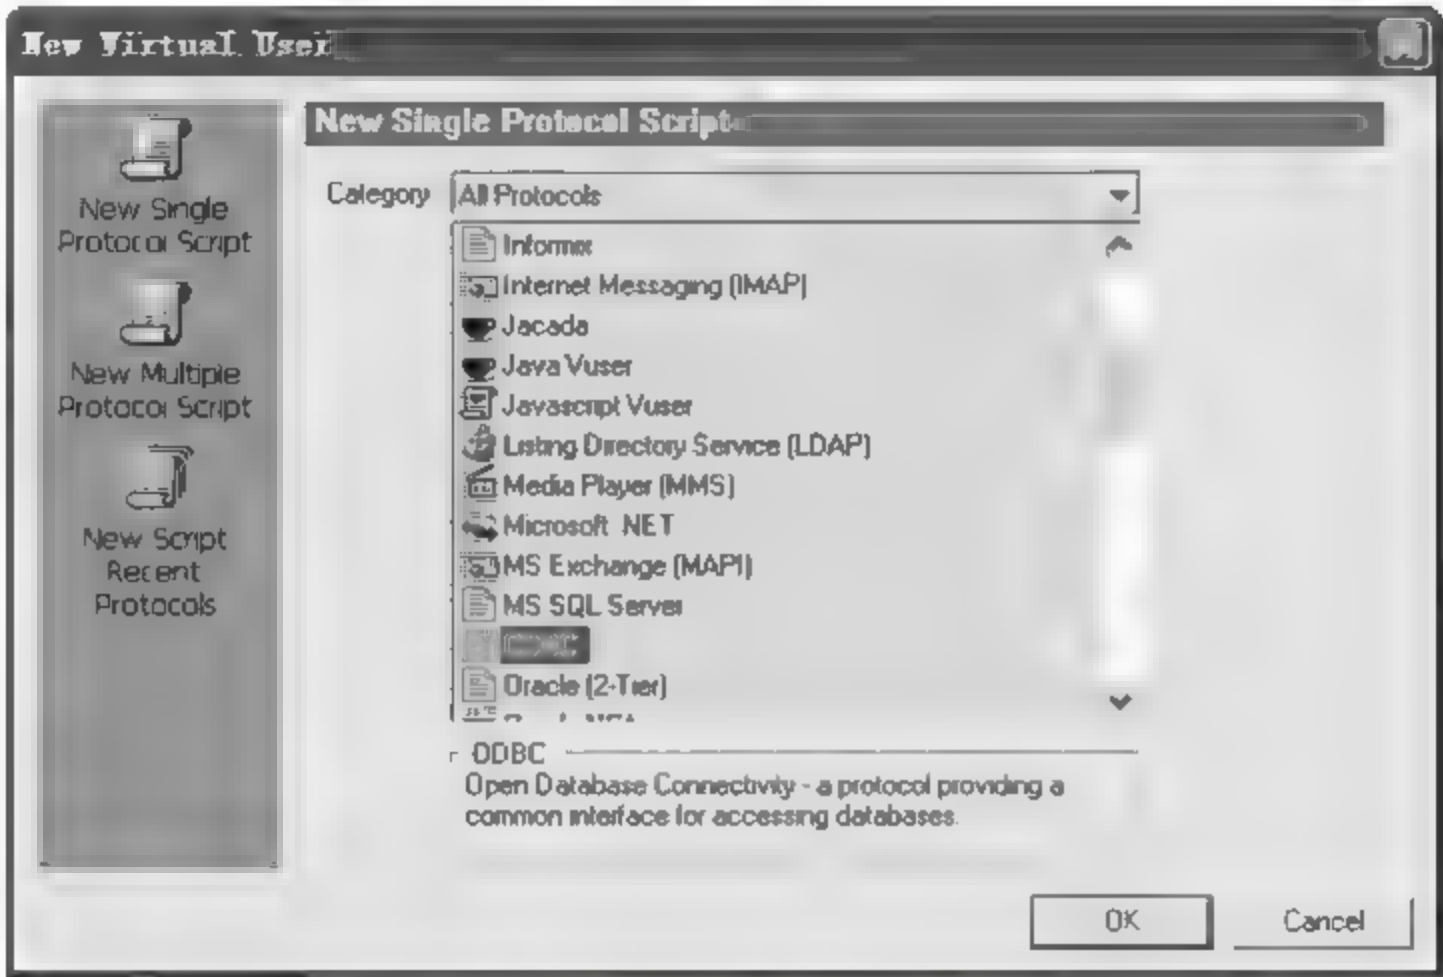 New Virtual User
New Single Protocol Script
New Single
Protocol Script
New Multiple
Protocol Script
New Script
Recent
Protocols
Category
All Protocols
Informix
Internet Messaging (IMAP)
Jacada
Java Vuser
Javascript Vuser
Listing Directory Service (LDAP)
Media Player (MMS)
Microsoft .NET
MS Exchange (MAPI)
MS SQL Server
Oracle (2-Tier)
ODBC
Open Database Connectivity - a protocol providing a
common interface for accessing databases.
OK
Cancel